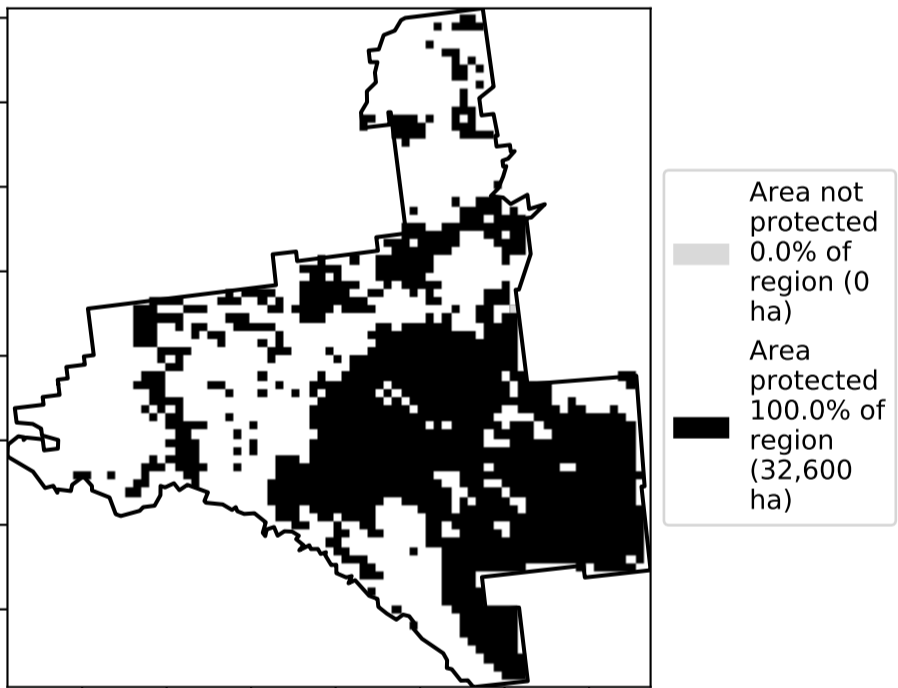 Area not
protected
0.0% of
region (0
ha)
Area
protected
100.0% of
region
(32,600
ha)